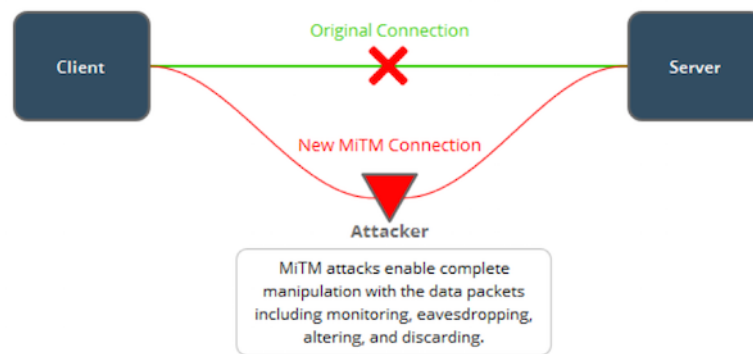 Original Connection
Client
Server
New MiTM Connection
Attacker
MiTM attacks enable complete
manipulation with the data packets
including monitoring, eavesdropping,
altering, and discarding.